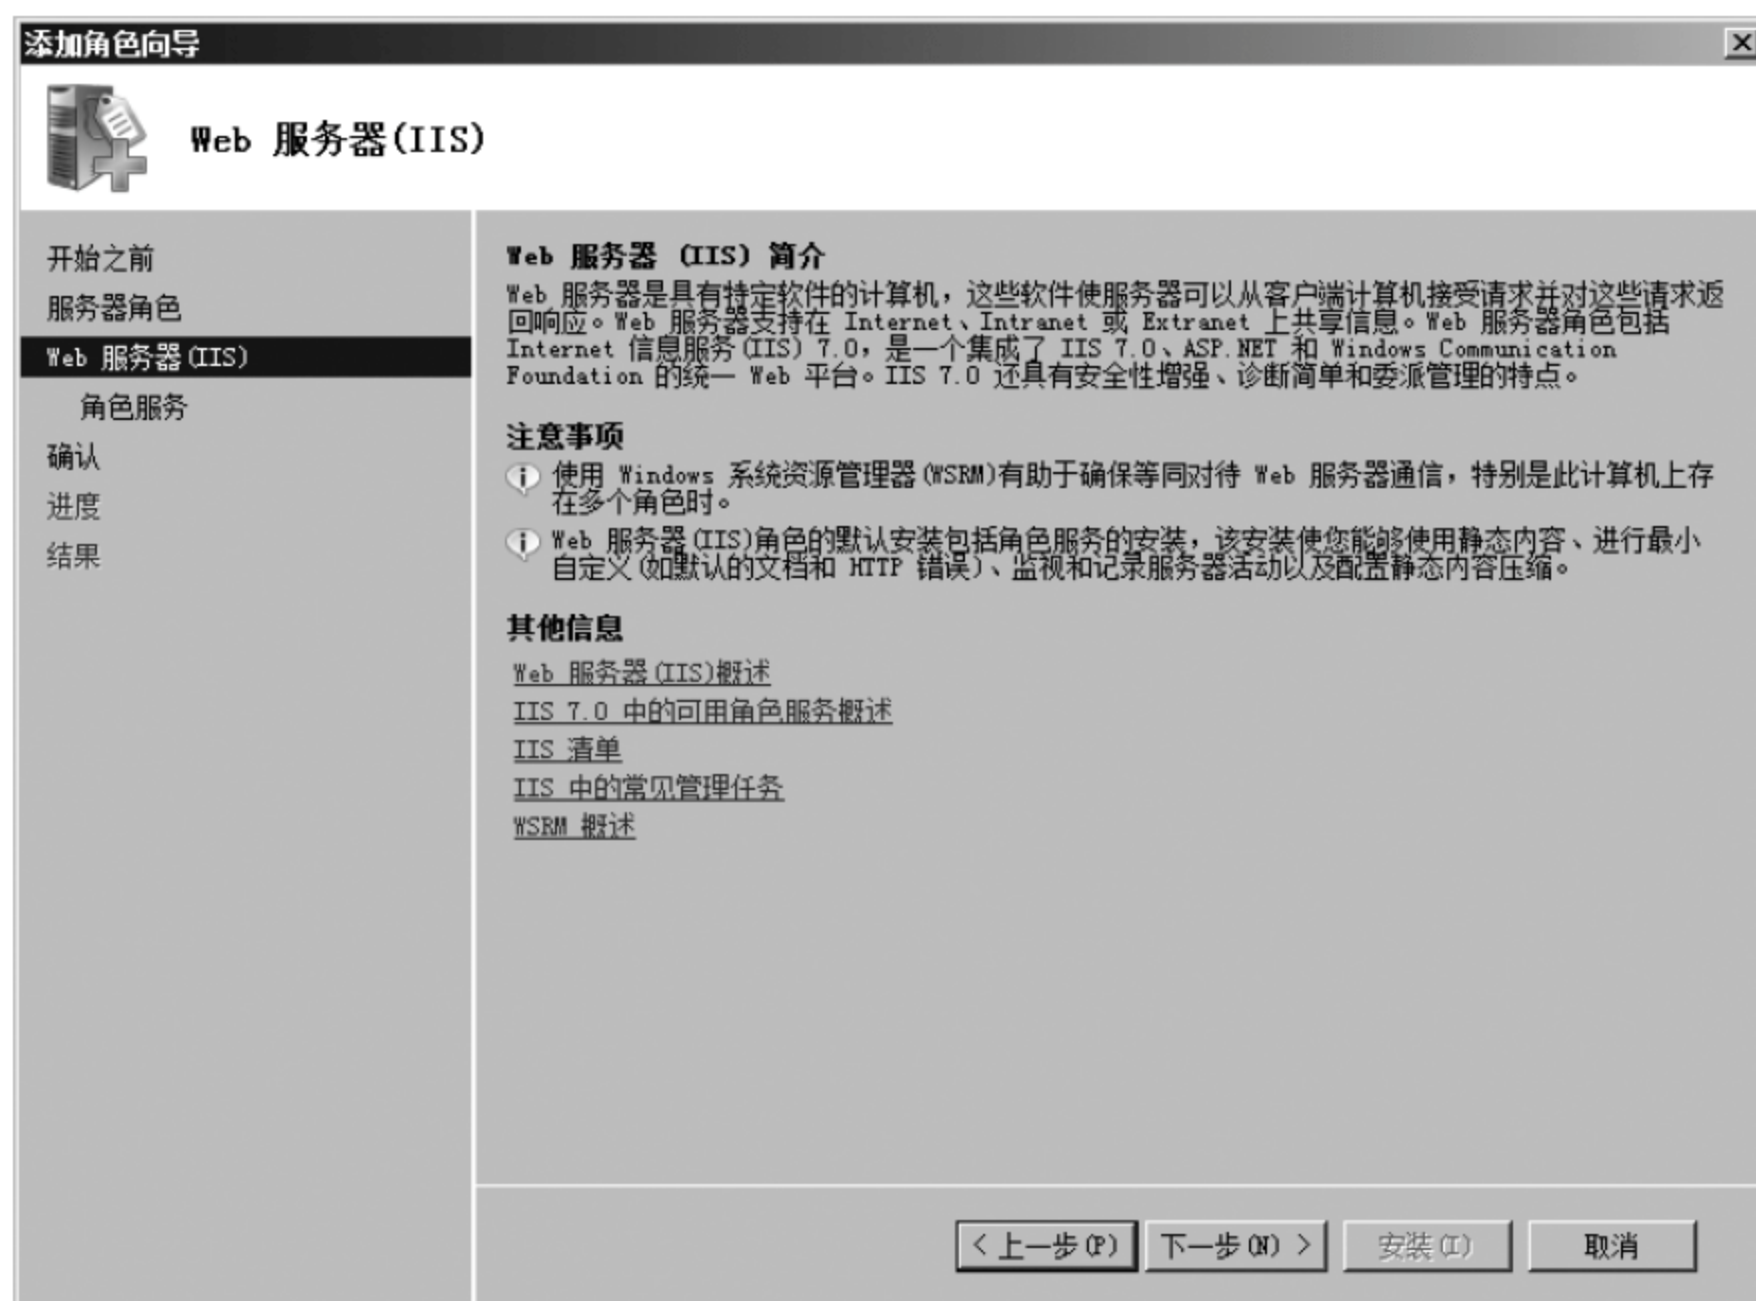 添加角色向导
Web 服务器(IIS)
开始之前
服务器角色
Web 服务器(IIS)
角色服务
确认
进度
结果
Web 服务器 (IIS) 简介
Web 服务器是具有特定软件的计算机，这些软件使服务器可以从客户端计算机接受请求并对这些请求返
回响应。Web 服务器支持在 Internet、Intranet 或 Extranet 上共享信息。Web 服务器角色包括
Internet 信息服务(IIS) 7.0，是一个集成了 IIS 7.0、ASP.NET 和 Windows Communication
Foundation 的统一 Web 平台。IIS 7.0 还具有安全性增强、诊断简单和委派管理的特点。
注意事项
使用 Windows 系统资源管理器(WSRM)有助于确保等同对待 Web 服务器通信，特别是此计算机上存
在多个角色时。
Web 服务器(IIS)角色的默认安装包括角色服务的安装，该安装使您能够使用静态内容、进行最小
自定义(如默认的文档和 HTTP 错误)、监视和记录服务器活动以及配置静态内容压缩。
其他信息
Web 服务器(IIS)概述
IIS 7.0 中的可用角色服务概述
IIS 清单
IIS 中的常见管理任务
WSRM 概述
< 上一步(P) 下一步(N) > 安装(I) 取消